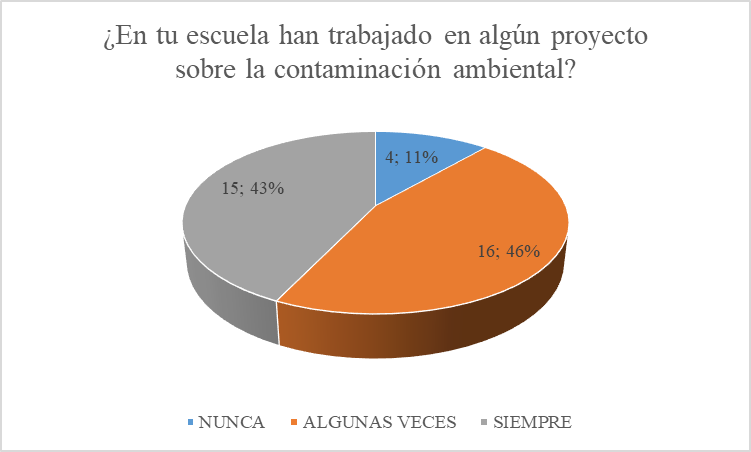 ¿En tu escuela han trabajado en algún proyecto
sobre la contaminación ambiental?
4; 11%
15; 43%
16; 46%
NUNCA
ALGUNAS VECES
SIEMPRE